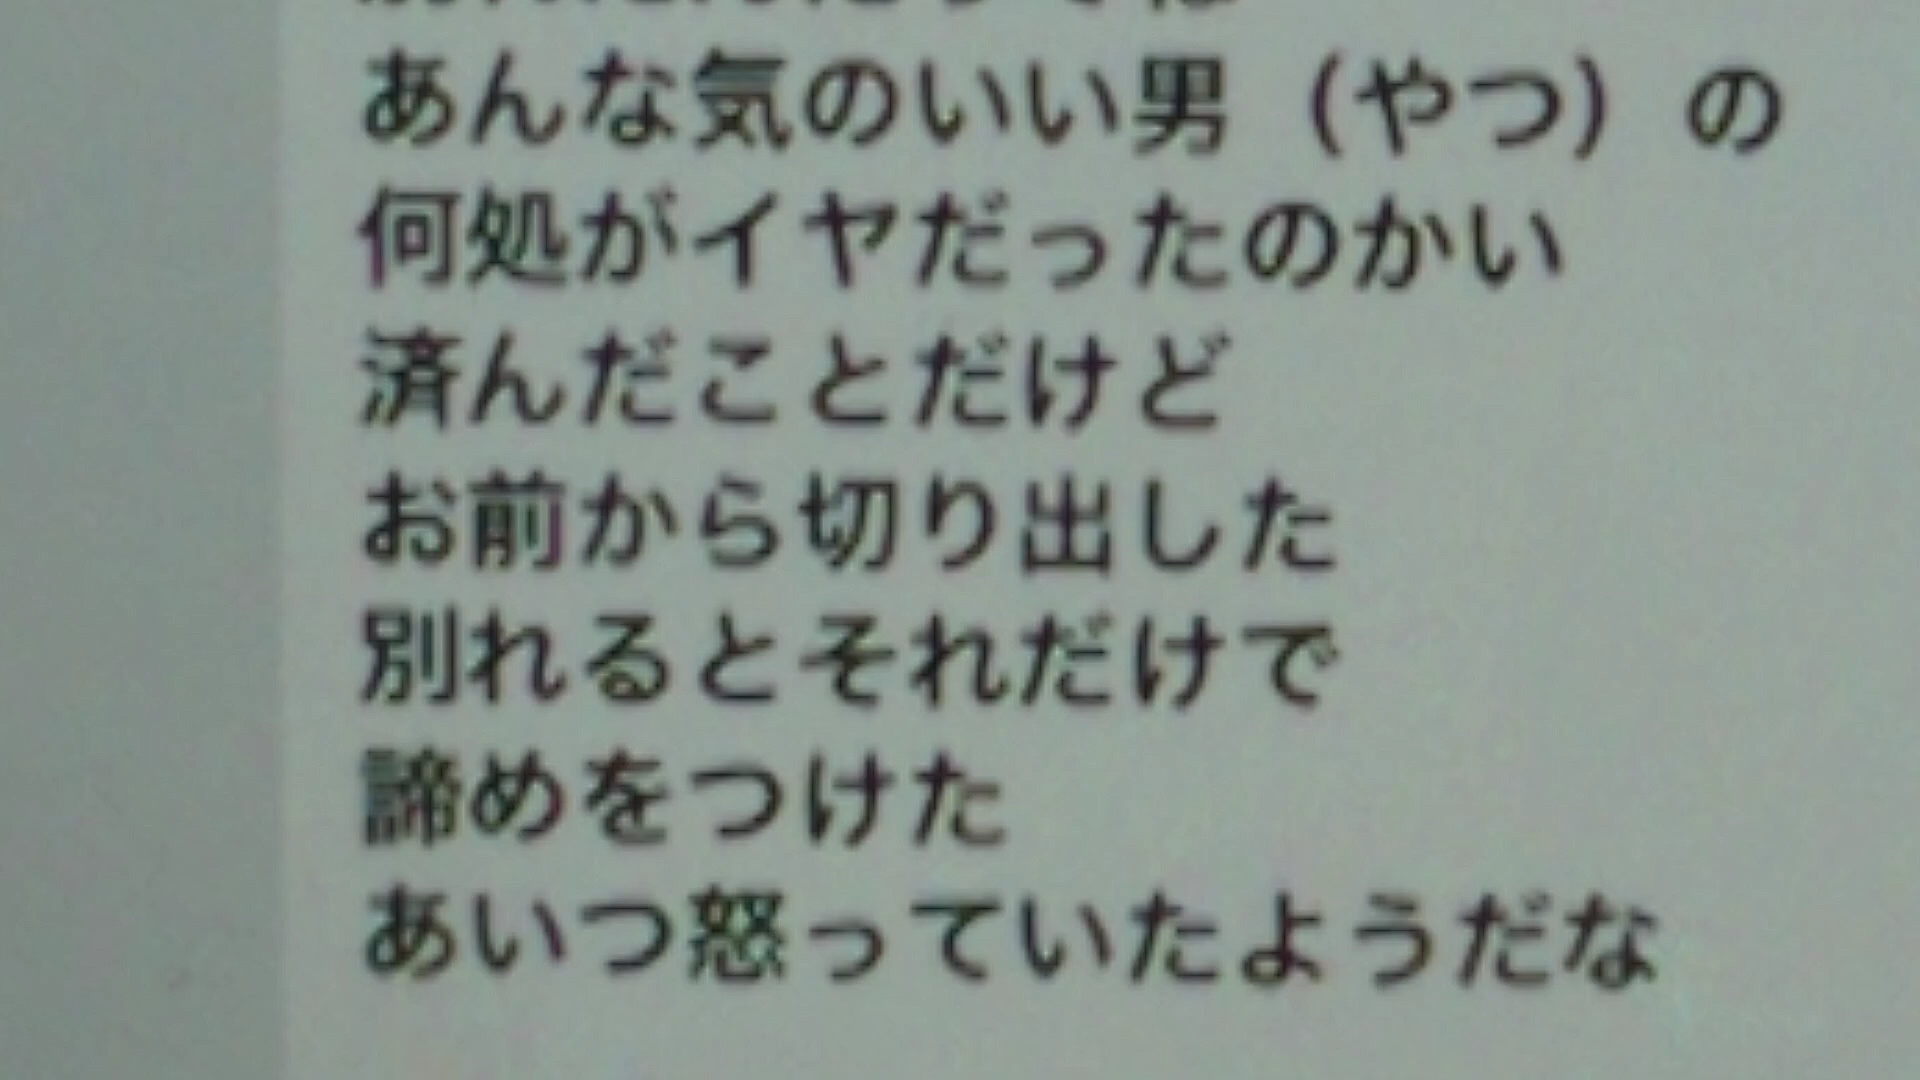 あんな気のいい男（やつ）の
何処がイヤだったのかい
済んだことだけど
お前から切り出した
別れるとそれだけで
諦めをつけた
あいつ怒っていたようだな